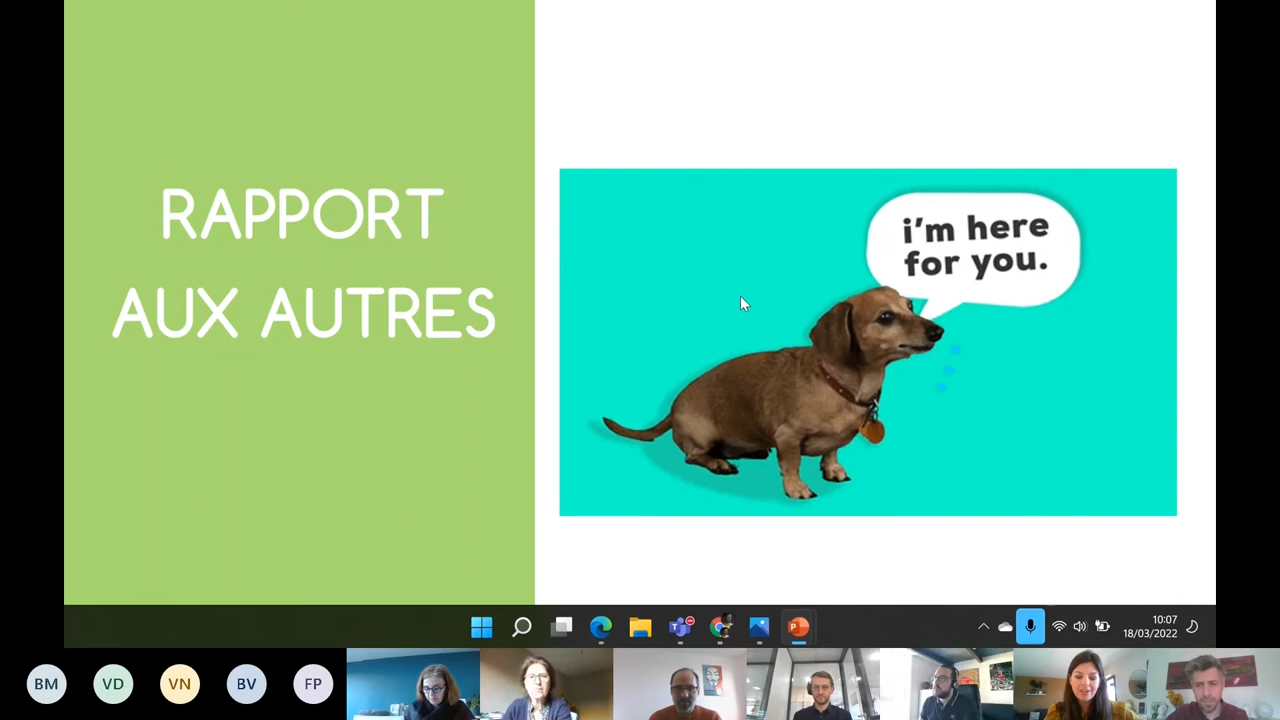 RAPPORT
AUX AUTRES
i'm here
for you.
10:07
18/03/2022
BM
VD
VN
BV
FP